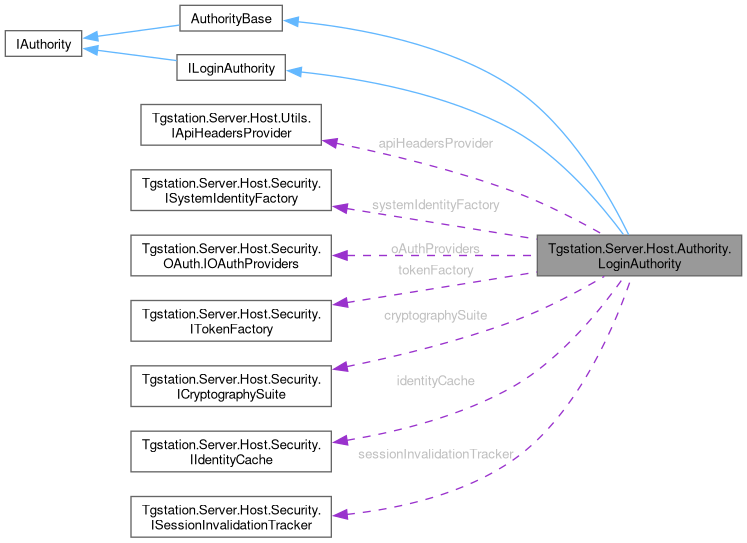 AuthorityBase
IAuthority
ILoginAuthority
Tgstation.Server.Host.Utils.
IApiHeadersProvider
apiHeadersProvider
Tgstation.Server.Host.Security.
ISystemIdentityFactory
systemIdentityFactory
Tgstation.Server.Host.Security.
OAuth.IOAuthProviders
oAuthProviders
Tgstation.Server.Host.Authority.
LoginAuthority
tokenFactory
Tgstation.Server.Host.Security.
ITokenFactory
cryptographySuite
Tgstation.Server.Host.Security.
ICryptographySuite
identityCache
Tgstation.Server.Host.Security.
IIdentityCache
sessionInvalidationTracker
Tgstation.Server.Host.Security.
ISessionInvalidationTracker